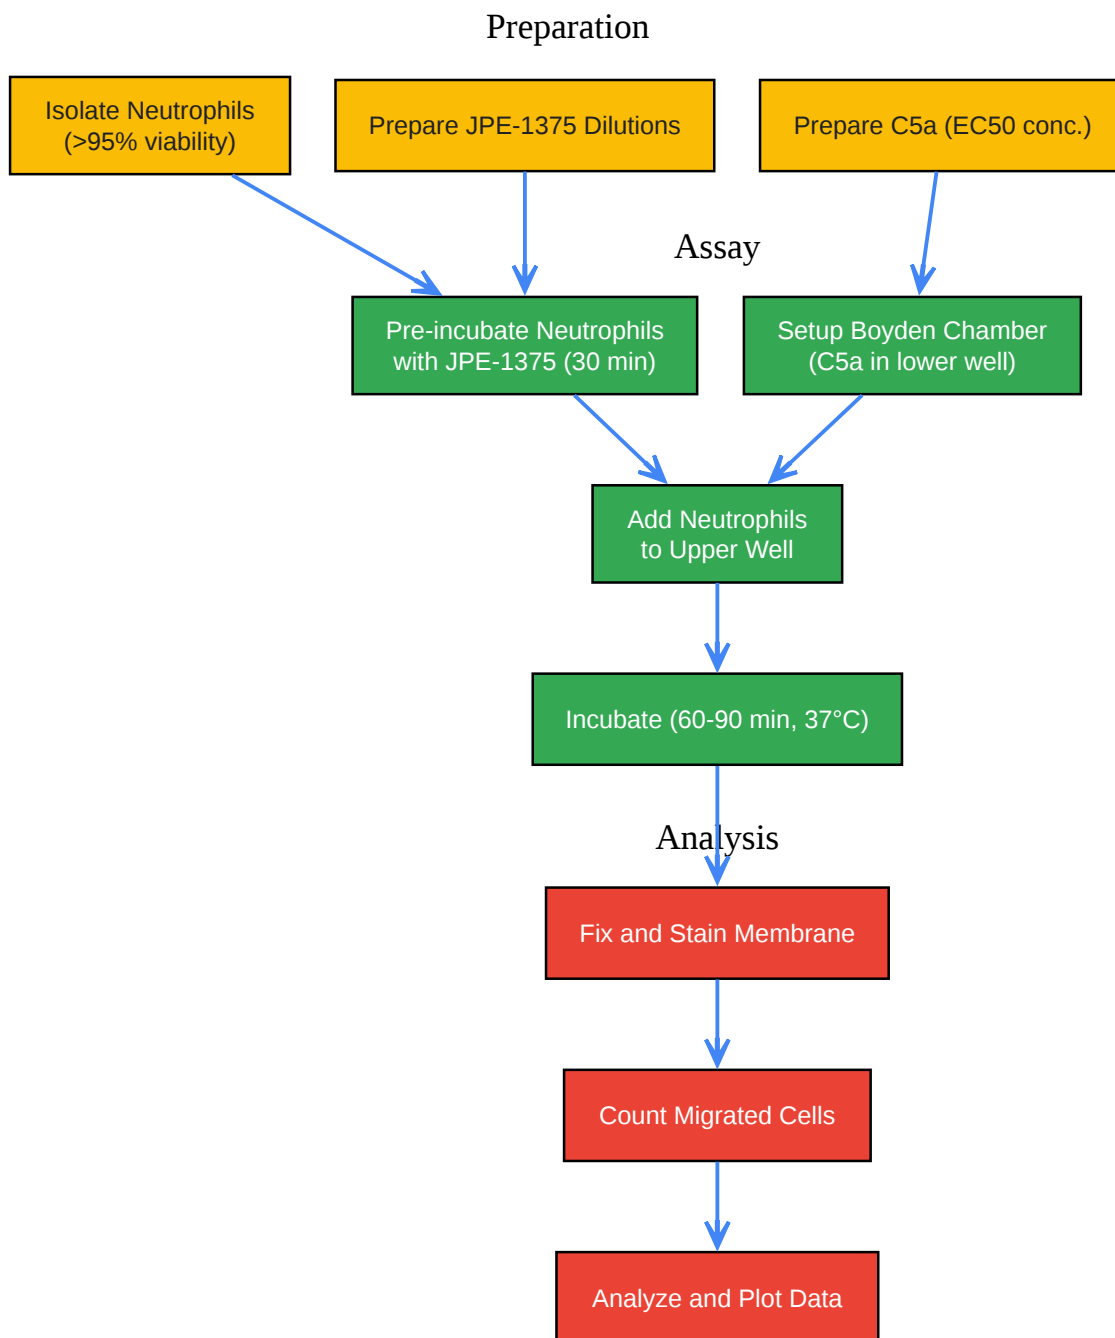 Preparation
Isolate Neutrophils
(>95% viability)
Prepare JPE-1375 Dilutions
Prepare C5a (EC50 conc.)
Assay
Pre-incubate Neutrophils
with JPE-1375 (30 min)
Setup Boyden Chamber
(C5a in lower well)
Add Neutrophils
to Upper Well
Incubate (60-90 min, 37°C)
Analysis
Fix and Stain Membrane
Count Migrated Cells
Analyze and Plot Data